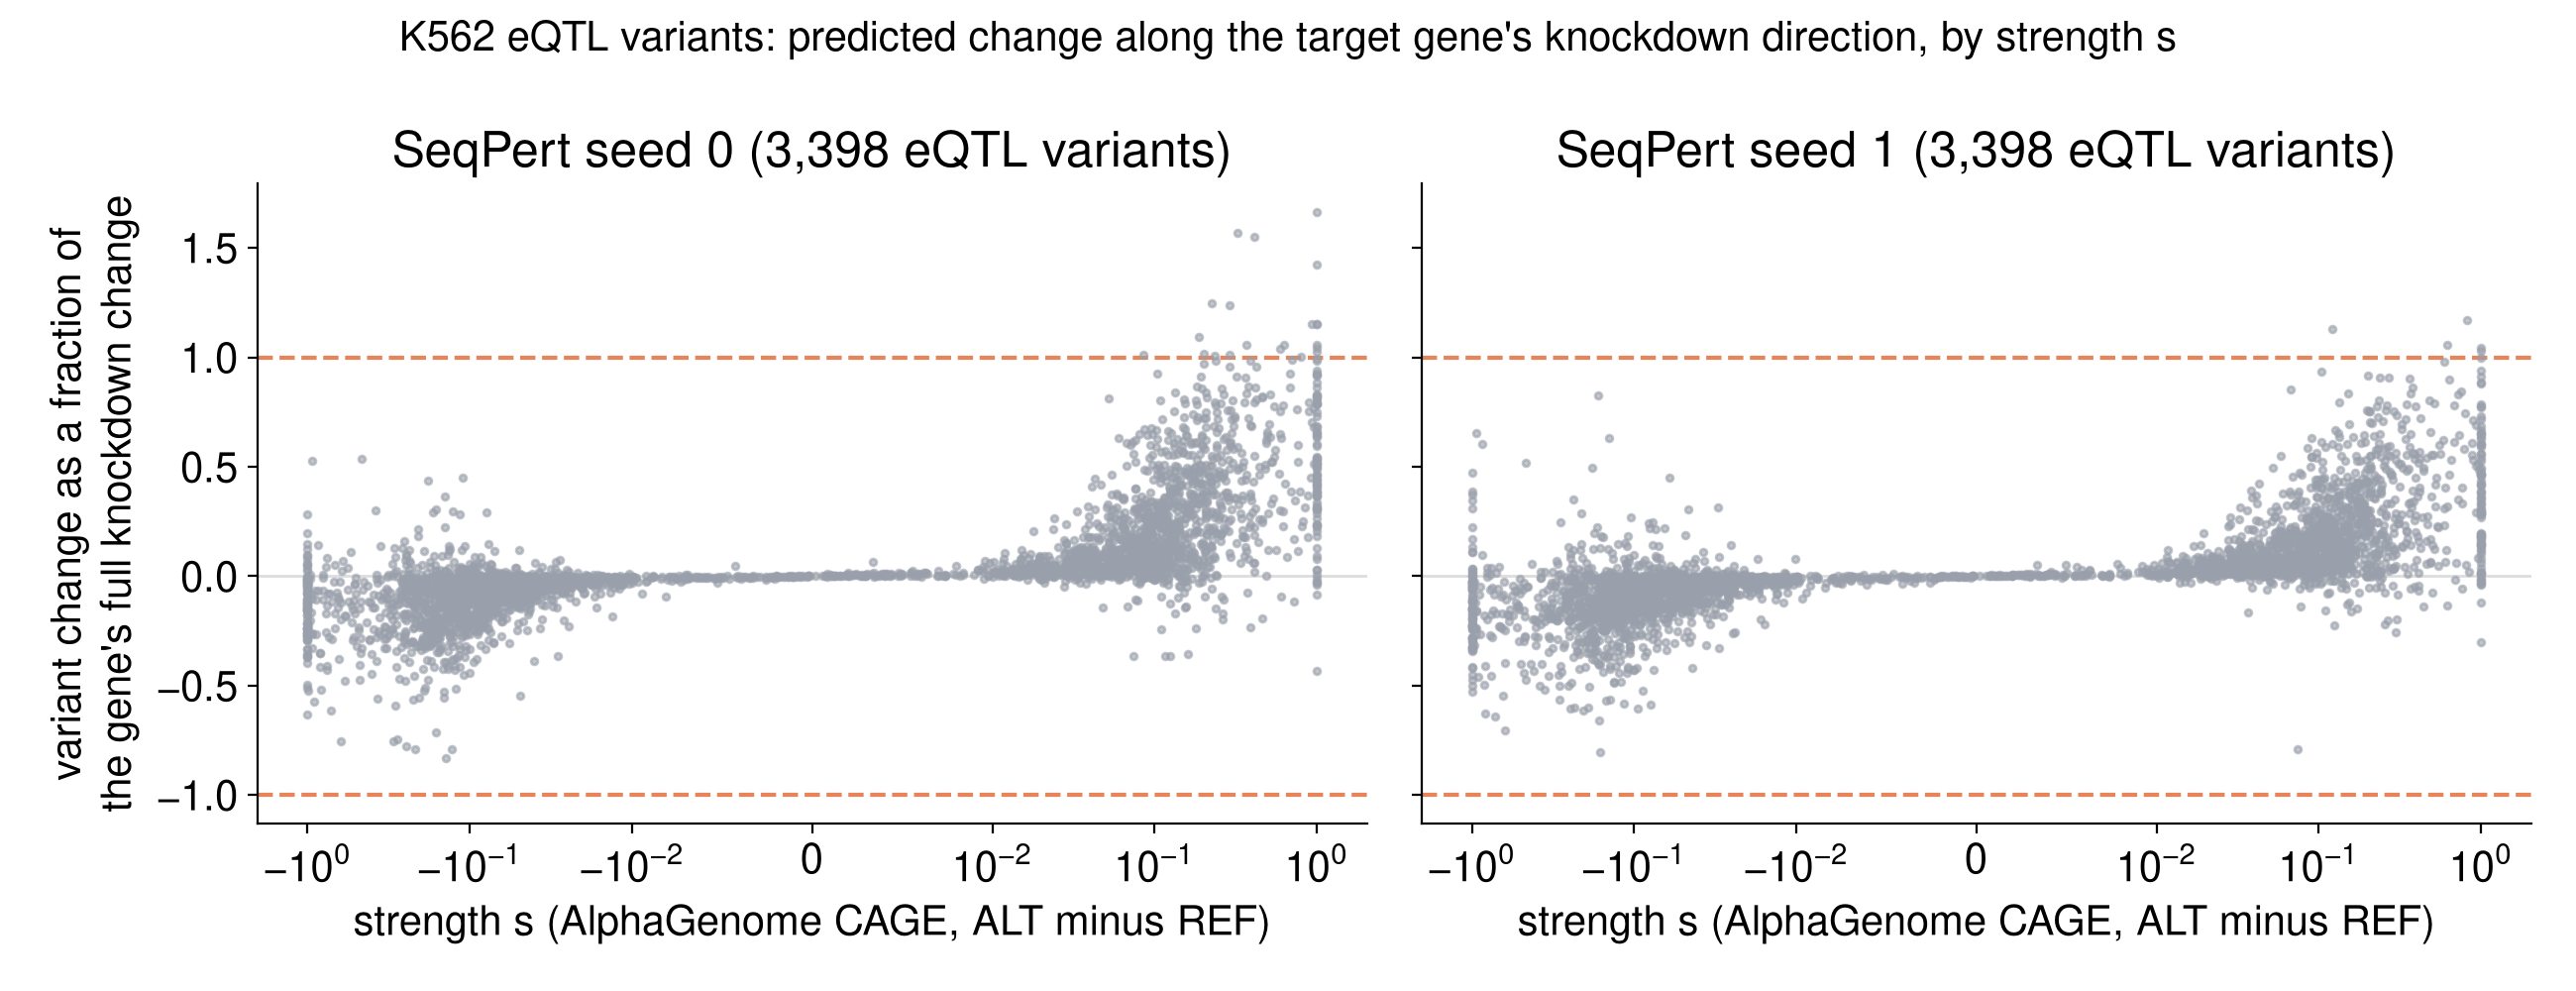 K562 eQTL variants: predicted change along the target gene's knockdown direction, by strength s
SeqPert seed 0 (3,398 eQTL variants)
SeqPert seed 1 (3,398 eQTL variants)
variant change as a fraction of
the gene's full knockdown change
1.5
1.0
0.5
0.0
−0.5
−1.0
−10⁰ −10⁻¹ −10⁻² 0 10⁻² 10⁻¹ 10⁰
−10⁰ −10⁻¹ −10⁻² 0 10⁻² 10⁻¹ 10⁰
strength s (AlphaGenome CAGE, ALT minus REF)
strength s (AlphaGenome CAGE, ALT minus REF)